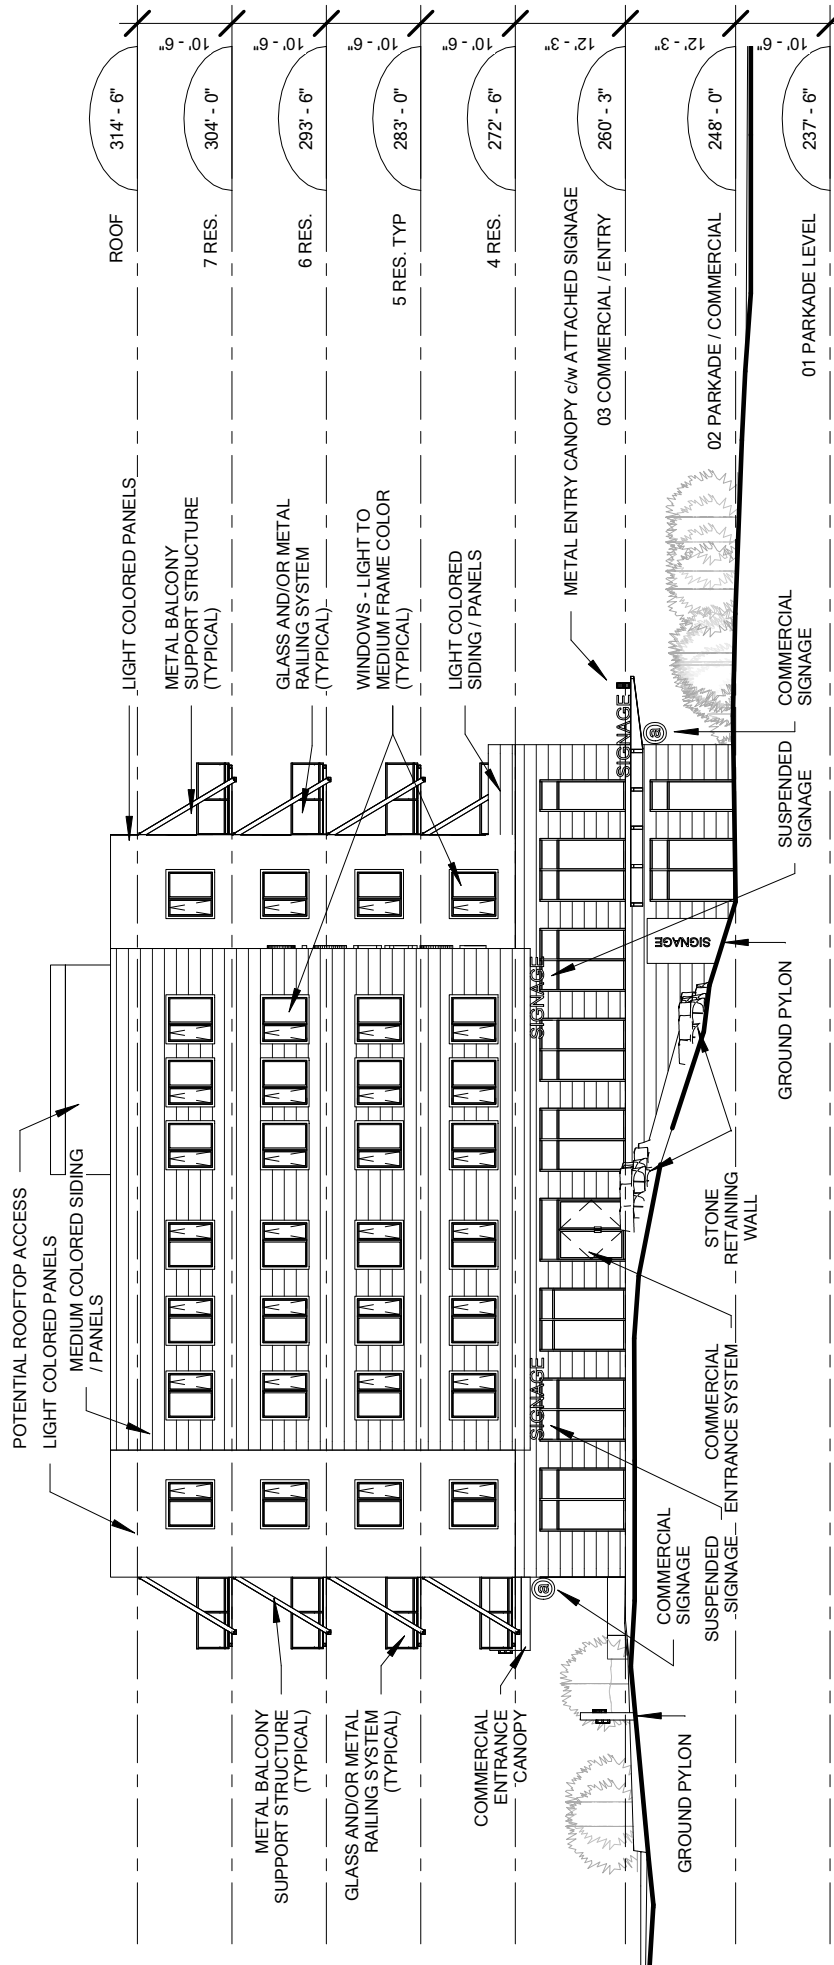 POTENTIAL ROOFTOP ACCESS
LIGHT COLORED PANELS
MEDIUM COLORED SIDING
/ PANELS
LIGHT COLORED PANELS
METAL BALCONY
SUPPORT STRUCTURE
(TYPICAL)
GLASS AND/OR METAL
RAILING SYSTEM
(TYPICAL)
WINDOWS - LIGHT TO
MEDIUM FRAME COLOR
(TYPICAL)
LIGHT COLORED
SIDING / PANELS
METAL ENTRY CANOPY c/w ATTACHED SIGNAGE
ROOF
314' - 6"
10' - 6"
7 RES.
304' - 0"
10' - 6"
6 RES.
293' - 6"
10' - 6"
5 RES. TYP
283' - 0"
10' - 6"
4 RES.
272' - 6"
12' - 3"
03 COMMERCIAL / ENTRY
260' - 3"
12' - 3"
02 PARKADE / COMMERCIAL
248' - 0"
10' - 6"
01 PARKADE LEVEL
237' - 6"
METAL BALCONY
SUPPORT STRUCTURE
(TYPICAL)
GLASS AND/OR METAL
RAILING SYSTEM
(TYPICAL)
COMMERCIAL
ENTRANCE
CANOPY
SIGNAGE
SIGNAGE
SIGNAGE
SIGNAGE
a
a
GROUND PYLON
COMMERCIAL
SIGNAGE
SUSPENDED
SIGNAGE
COMMERCIAL
ENTRANCE SYSTEM
STONE
RETAINING
WALL
GROUND PYLON
SUSPENDED
SIGNAGE
COMMERCIAL
SIGNAGE